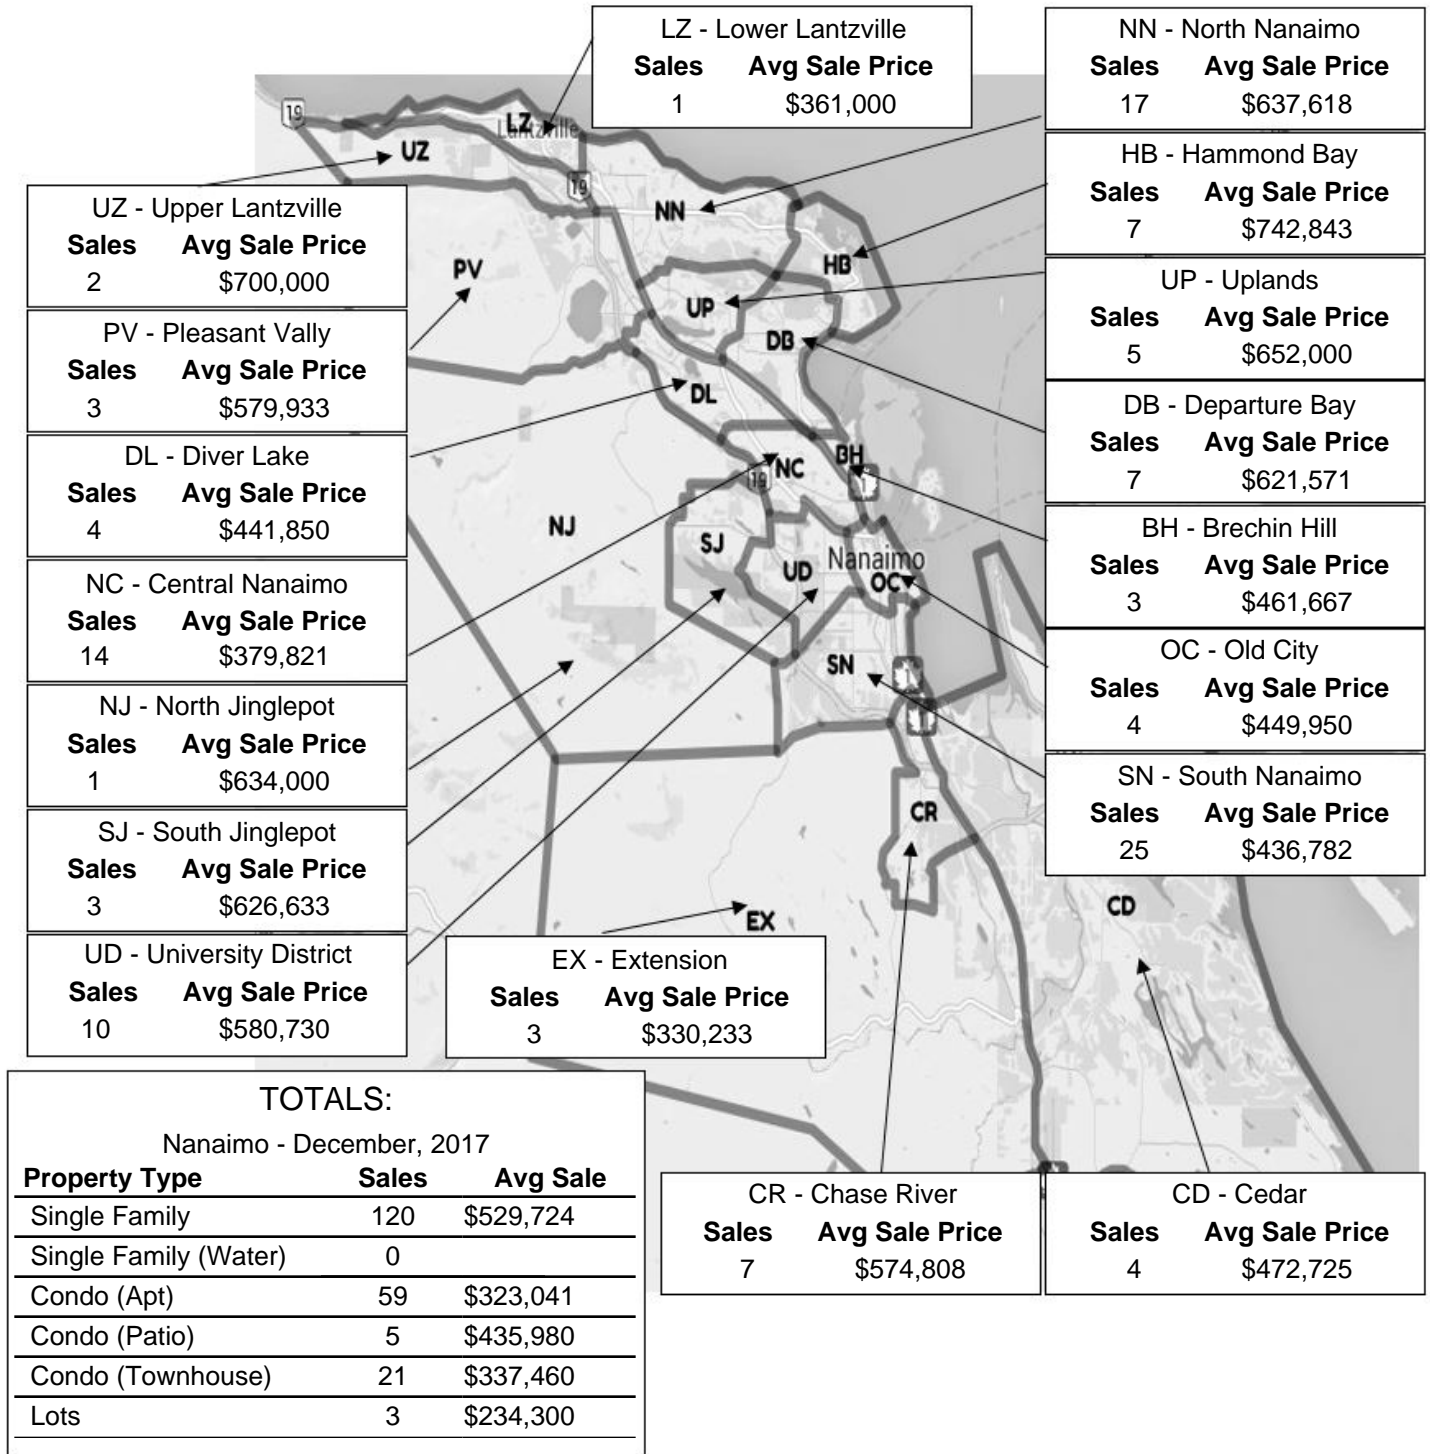 LZ - Lower Lantzville
Sales Avg Sale Price
1 $361,000
NN - North Nanaimo
Sales Avg Sale Price
17 $637,618
HB - Hammond Bay
Sales Avg Sale Price
7 $742,843
UP - Uplands
Sales Avg Sale Price
5 $652,000
DB - Departure Bay
Sales Avg Sale Price
7 $621,571
BH - Brechin Hill
Sales Avg Sale Price
3 $461,667
OC - Old City
Sales Avg Sale Price
4 $449,950
SN - South Nanaimo
Sales Avg Sale Price
25 $436,782
UZ - Upper Lantzville
Sales Avg Sale Price
2 $700,000
PV - Pleasant Vally
Sales Avg Sale Price
3 $579,933
DL - Diver Lake
Sales Avg Sale Price
4 $441,850
NC - Central Nanaimo
Sales Avg Sale Price
14 $379,821
NJ - North Jinglepot
Sales Avg Sale Price
1 $634,000
SJ - South Jinglepot
Sales Avg Sale Price
3 $626,633
UD - University District
Sales Avg Sale Price
10 $580,730
EX - Extension
Sales Avg Sale Price
3 $330,233
CR - Chase River
Sales Avg Sale Price
7 $574,808
CD - Cedar
Sales Avg Sale Price
4 $472,725
19
LZ
Lantzville
UZ
19
NN
PV
HB
UP
DB
DL
BH
NC
19
1
NJ
SJ
Nanaimo
UD
OC
SN
CR
EX
CD
TOTALS:
Nanaimo - December, 2017
Property Type Sales Avg Sale
Single Family 120 $529,724
Single Family (Water) 0
Condo (Apt) 59 $323,041
Condo (Patio) 5 $435,980
Condo (Townhouse) 21 $337,460
Lots 3 $234,300